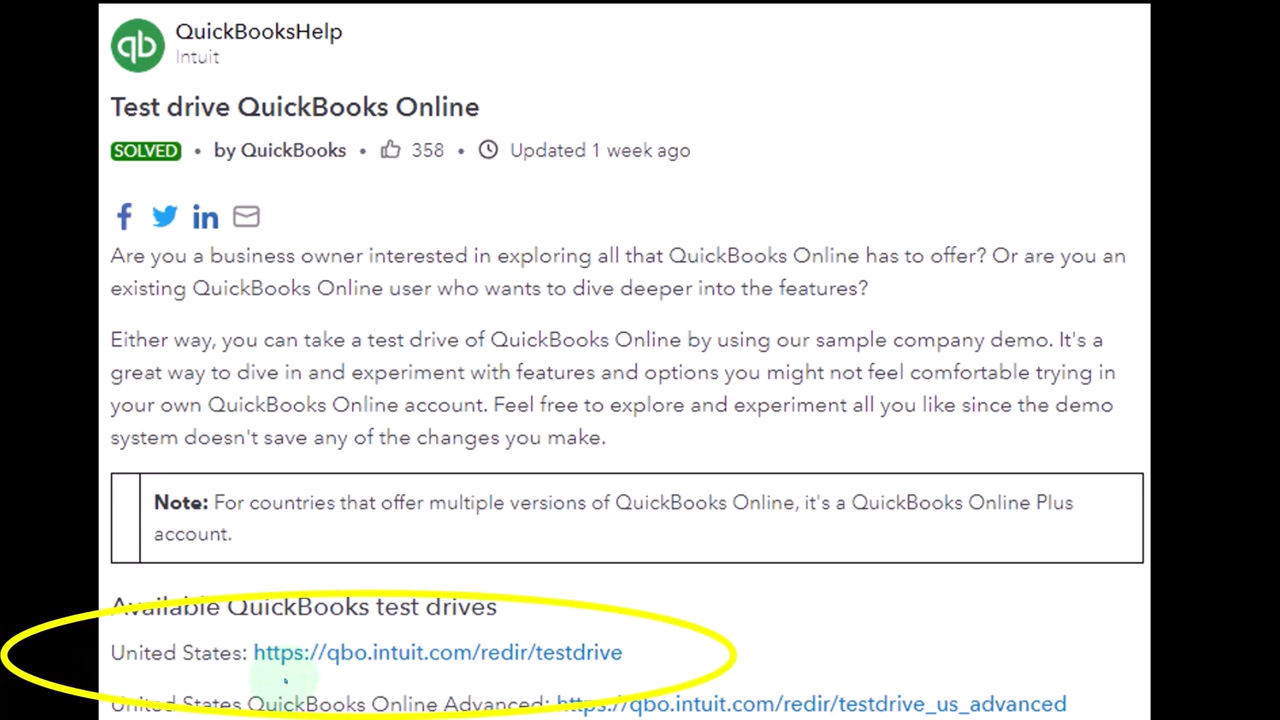 qb QuickBooksHelp
Intuit
Test drive QuickBooks Online
SOLVED • by QuickBooks • 358 • Updated 1 week ago
Are you a business owner interested in exploring all that QuickBooks Online has to offer? Or are you an
existing QuickBooks Online user who wants to dive deeper into the features?
Either way, you can take a test drive of QuickBooks Online by using our sample company demo. It's a
great way to dive in and experiment with features and options you might not feel comfortable trying in
your own QuickBooks Online account. Feel free to explore and experiment all you like since the demo
system doesn't save any of the changes you make.
Note: For countries that offer multiple versions of QuickBooks Online, it's a QuickBooks Online Plus
account.
Available QuickBooks test drives
United States: https://qbo.intuit.com/redir/testdrive
United States QuickBooks Online Advanced: https://qbo.intuit.com/redir/testdrive_us_advanced